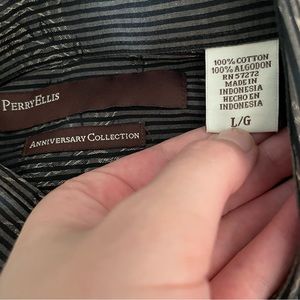 PERRY ELLIS
ANNIVERSARY COLLECTION
100% COTTON
100% ALGODON
RN 57272
MADE IN
INDONESIA
HECHO EN
INDONESIA
L/G